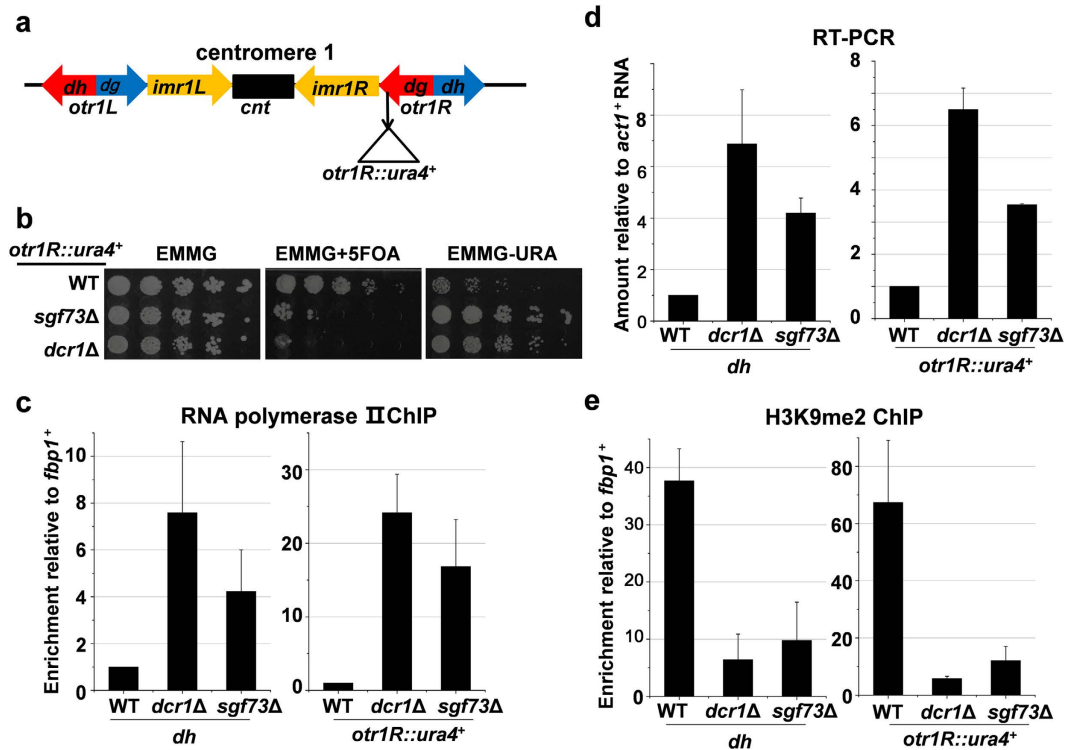 a
centromere 1
dh dg imr1L imr1R dg dh
otr1L cnt otr1R
otr1R::ura4+
b
otr1R::ura4+ EMMG EMMG+5FOA EMMG-URA
WT
sgf73Δ
dcr1Δ
c
RNA polymerase ⅡChIP
Enrichment relative to fbp1+
10
8
6
4
2
0
WT dcr1Δ sgf73Δ
dh
30
20
10
0
WT dcr1Δ sgf73Δ
otr1R::ura4+
d
RT-PCR
Amount relative to act1+ RNA
8
6
4
2
0
WT dcr1Δ sgf73Δ
dh
8
6
4
2
0
WT dcr1Δ sgf73Δ
otr1R::ura4+
e
H3K9me2 ChIP
Enrichment relative to fbp1+
40
30
20
10
0
WT dcr1Δ sgf73Δ
dh
80
60
40
20
0
WT dcr1Δ sgf73Δ
otr1R::ura4+